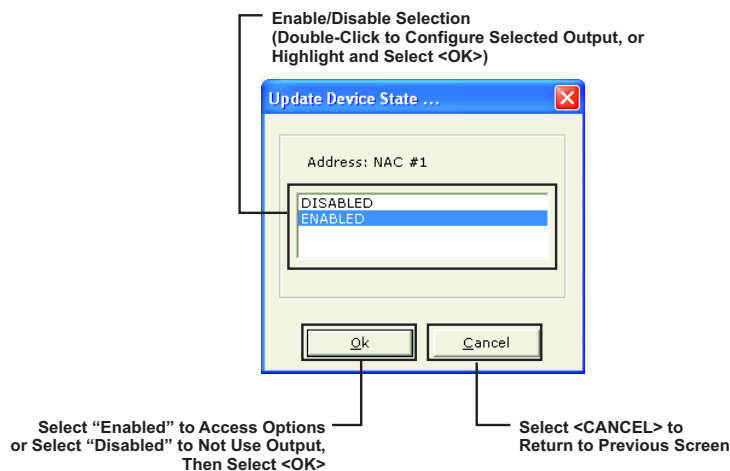 Enable/Disable Selection
(Double-Click to Configure Selected Output, or
Highlight and Select <OK>)
Update Device State ...
Address: NAC #1
DISABLED
ENABLED
Ok
Cancel
Select “Enabled” to Access Options
or Select “Disabled” to Not Use Output,
Then Select <OK>
Select <CANCEL> to
Return to Previous Screen